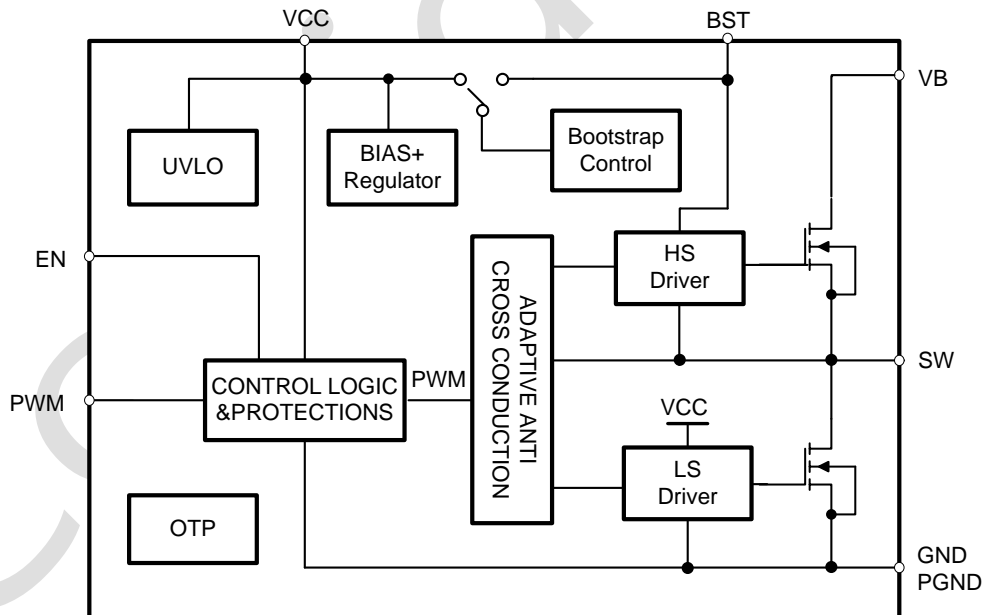 VCC
BST
VB
UVLO
BIAS+
Regulator
Bootstrap
Control
EN
HS
Driver
ADAPTIVE ANTI
CROSS CONDUCTION
SW
PWM
CONTROL LOGIC
&PROTECTIONS
PWM
VCC
LS
Driver
OTP
GND
PGND